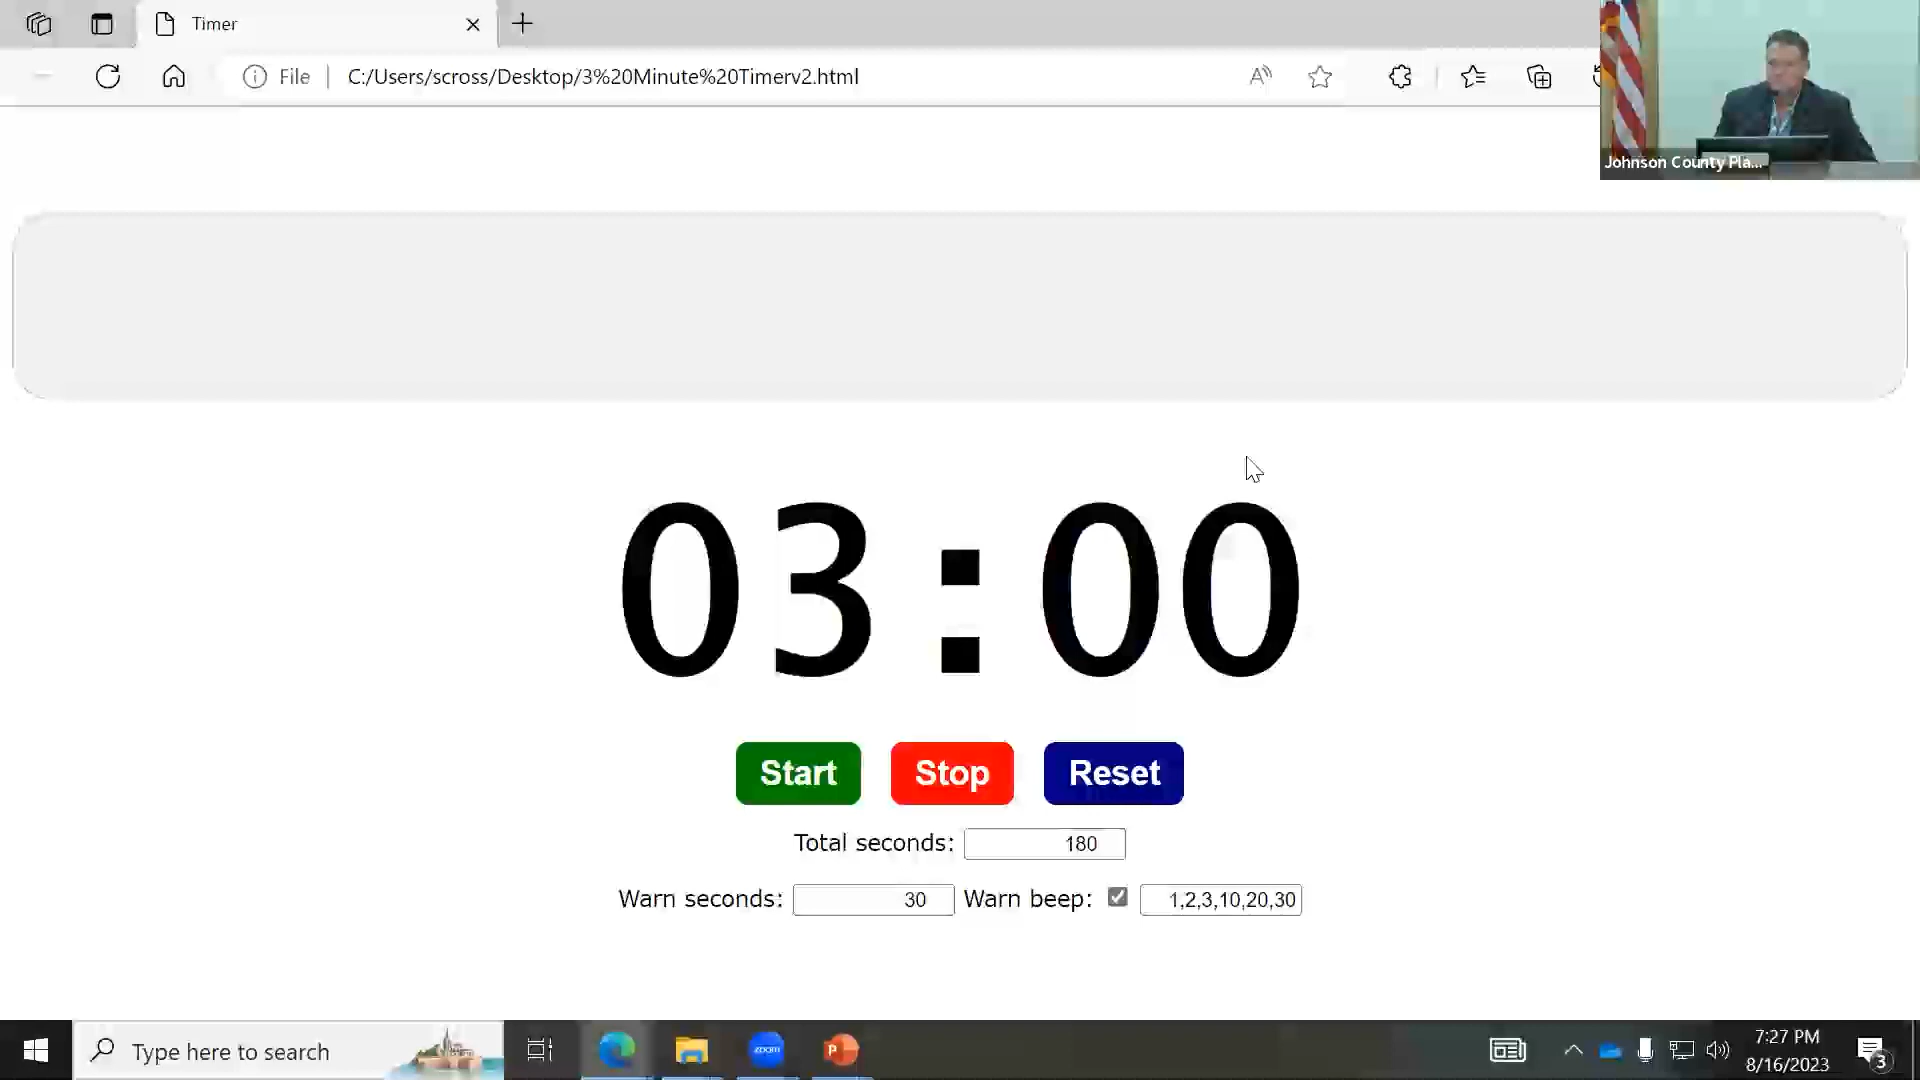 Timer
File
C:/Users/scross/Desktop/3%20Minute%20Timerv2.html
Johnson County Pla...
03:00
Start Stop Reset
Total seconds: 180
Warn seconds: 30 Warn beep: 1,2,3,10,20,30
Type here to search
zoom
P
7:27 PM
8/16/2023
3